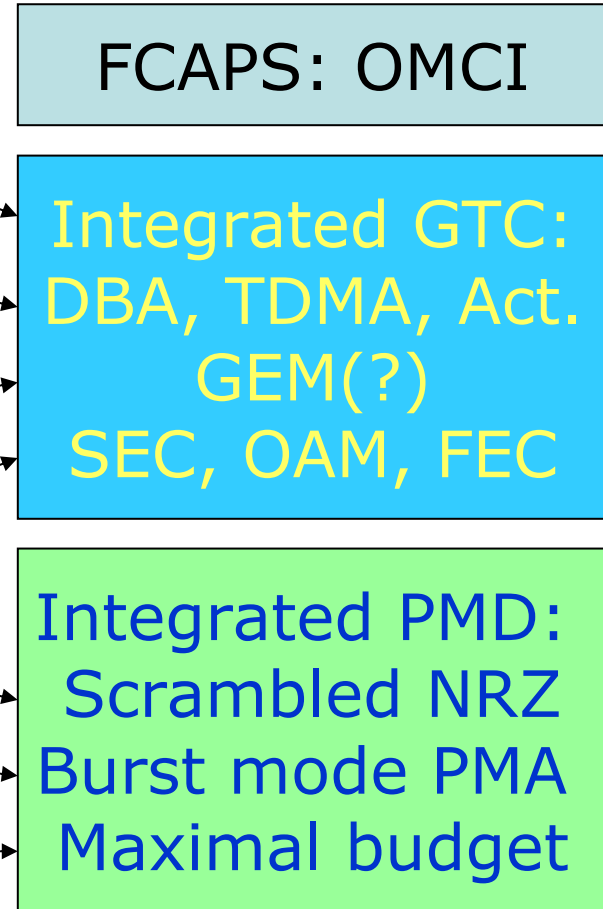 FCAPS: OMCI
Integrated GTC:
DBA, TDMA, Act.
GEM(?)
SEC, OAM, FEC
Integrated PMD:
Scrambled NRZ
Burst mode PMA
Maximal budget